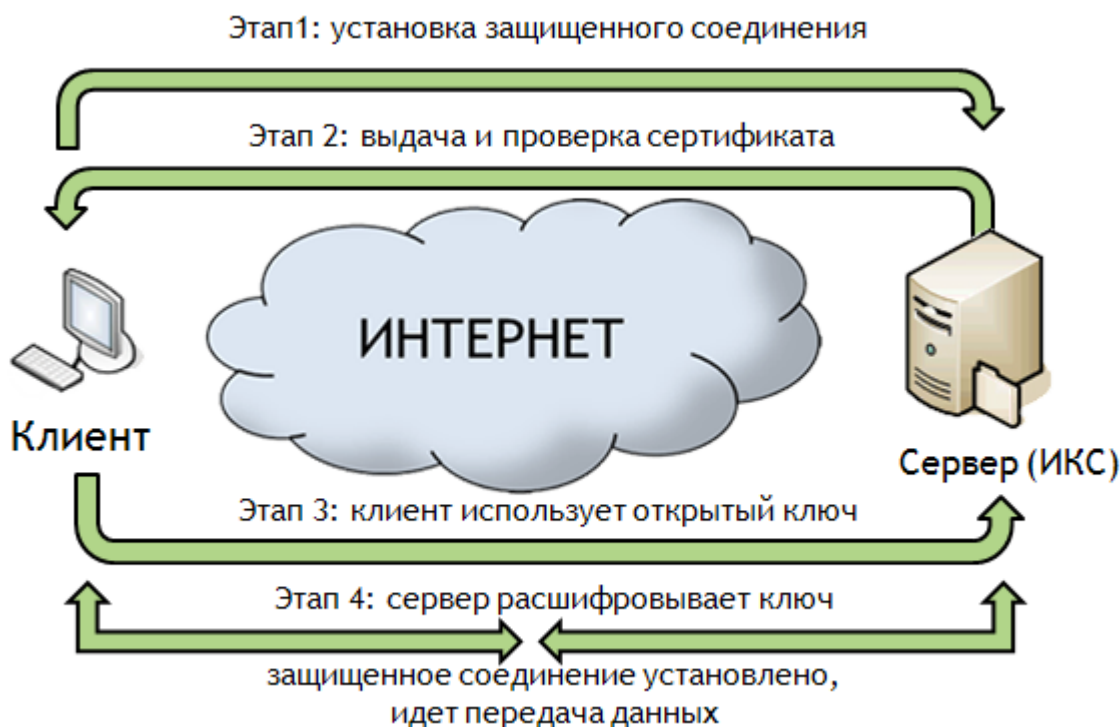 Этап1: установка защищенного соединения
Этап 2: выдача и проверка сертификата
ИНТЕРНЕТ
Клиент
Сервер (ИКС)
Этап 3: клиент использует открытый ключ
Этап 4: сервер расшифровывает ключ
защищенное соединение установлено,
идет передача данных